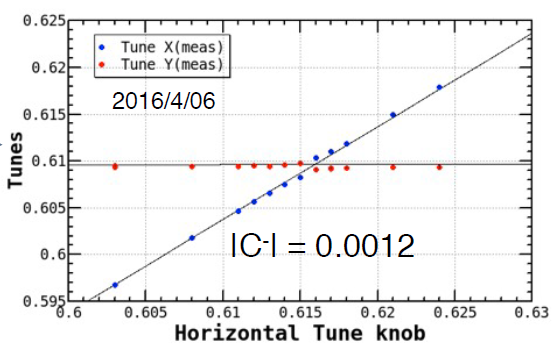 0.625
Tune X(meas)
Tune Y(meas)
0.62
2016/4/06
0.615
Tunes
0.61
0.605
|C-| = 0.0012
0.6
0.595
0.6 0.605 0.61 0.615 0.62 0.625 0.63
Horizontal Tune knob